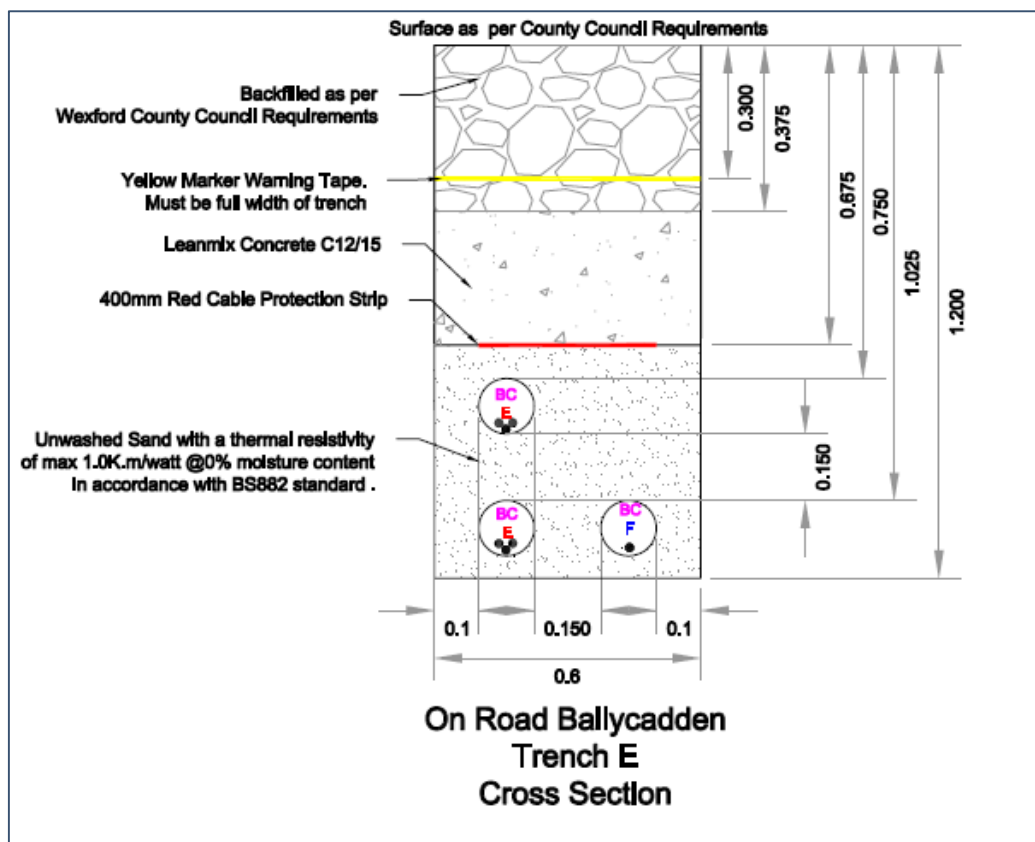 Surface as per County Council Requirements
Backfilled as per
Wexford County Council Requirements
Yellow Marker Warning Tape.
Must be full width of trench
Leanmix Concrete C12/15
400mm Red Cable Protection Strip
Unwashed Sand with a thermal resistivity
of max 1.0K.m/watt @0% moisture content
In accordance with BS882 standard .
0.300
0.375
0.675
0.750
1.025
1.200
0.150
BC
E
BC
E
BC
F
0.1
0.150
0.1
0.6
On Road Ballycadden
Trench E
Cross Section